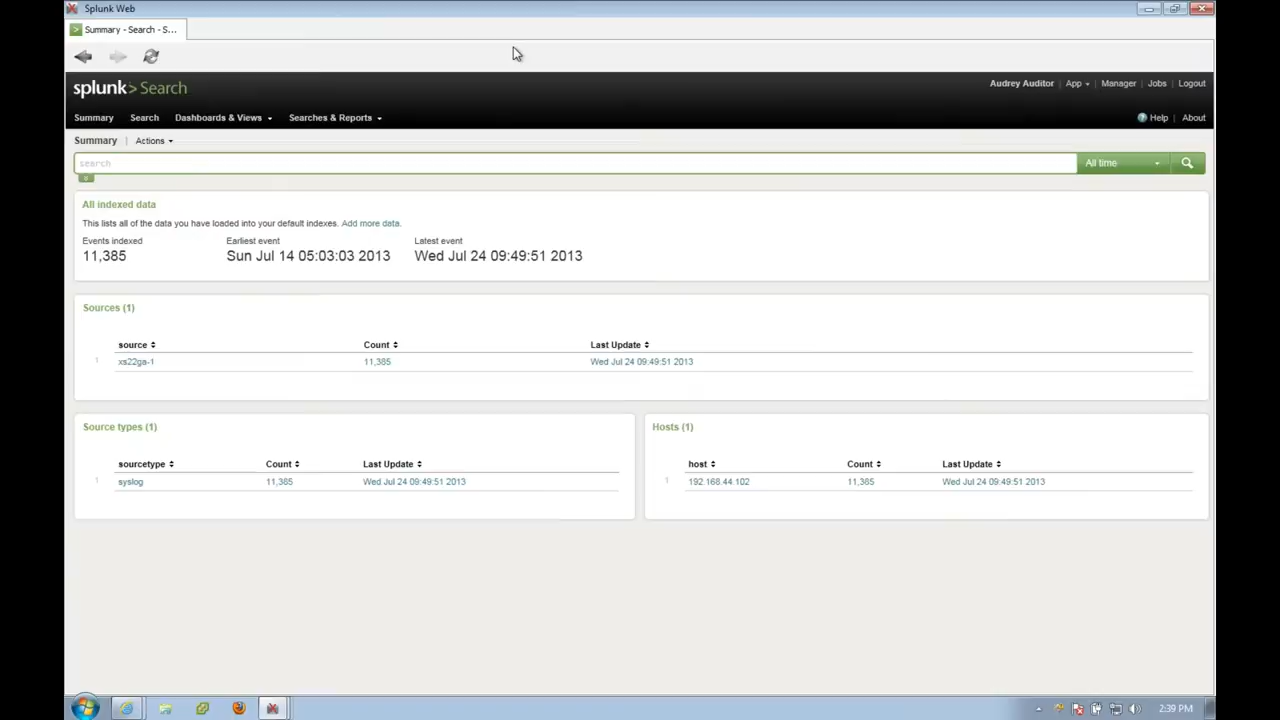 Splunk Web
Summary - Search - S...
splunk> Search
Audrey Auditor | App | Manager | Jobs | Logout
Summary Search Dashboards & Views Searches & Reports
Help | About
Summary | Actions
search
All time
All indexed data
This lists all of the data you have loaded into your default indexes. Add more data.
Events indexed Earliest event Latest event
11,385 Sun Jul 14 05:03:03 2013 Wed Jul 24 09:49:51 2013
Sources (1)
source Count Last Update
1 xs22ga-1 11,385 Wed Jul 24 09:49:51 2013
Source types (1)
sourcetype Count Last Update
1 syslog 11,385 Wed Jul 24 09:49:51 2013
Hosts (1)
host Count Last Update
1 192.168.44.102 11,385 Wed Jul 24 09:49:51 2013
2:39 PM